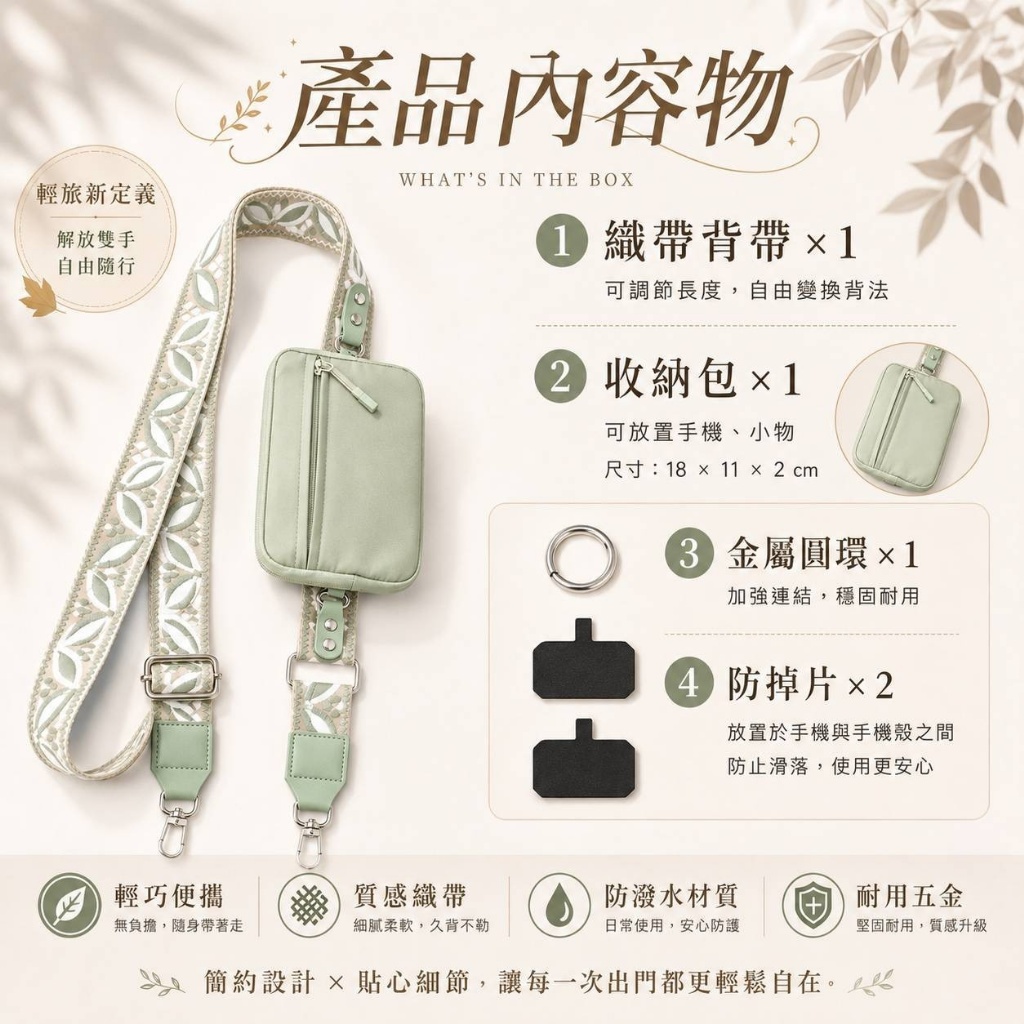 產品內容物
WHAT'S IN THE BOX
輕旅新定義
解放雙手
自由隨行
1 織帶背帶 × 1
可調節長度，自由變換背法
2 收納包 × 1
可放置手機、小物
尺寸：18 × 11 × 2 cm
3 金屬圓環 × 1
加強連結，穩固耐用
4 防掉片 × 2
放置於手機與手機殼之間
防止滑落，使用更安心
輕巧便攜
無負擔，隨身帶著走
質感織帶
細膩柔軟，久背不勒
防潑水材質
日常使用，安心防護
耐用五金
堅固耐用，質感升級
簡約設計 × 貼心細節，讓每一次出門都更輕鬆自在。